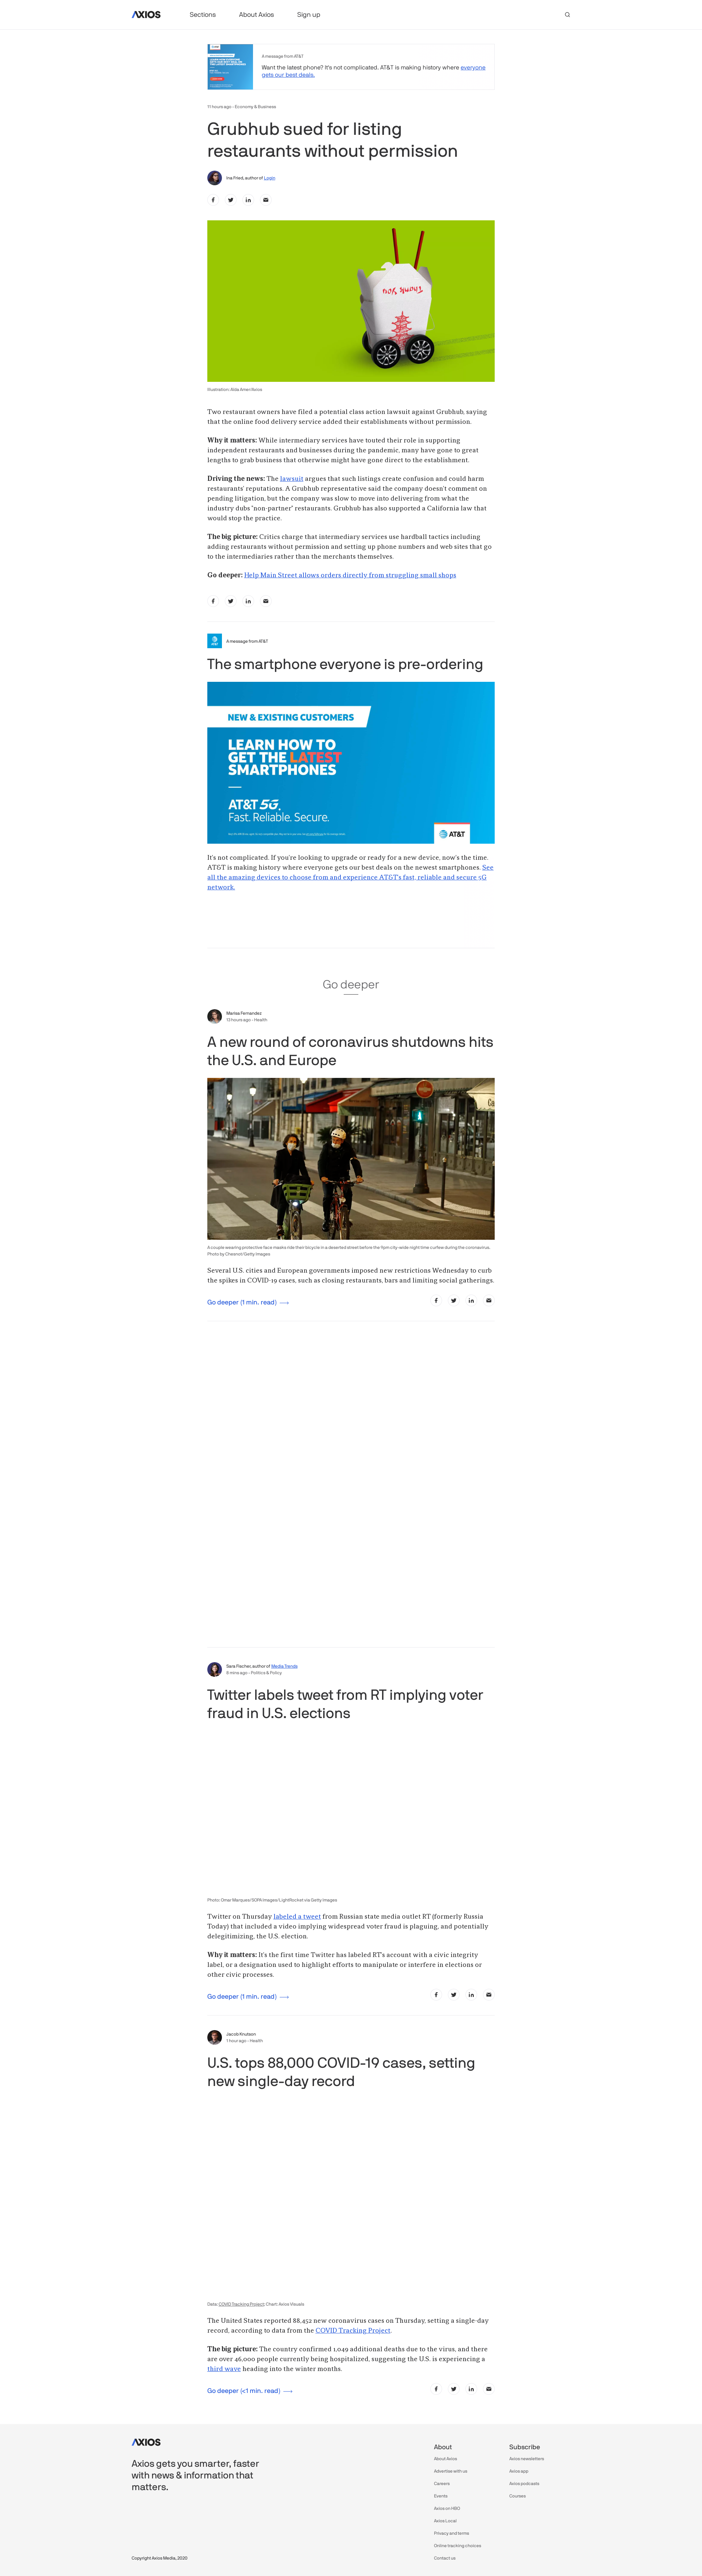 AXIOS
Sections
About Axios
Sign up
A message from AT&T
Want the latest phone? It's not complicated. AT&T is making history where everyone
gets our best deals.
11 hours ago - Economy & Business
Grubhub sued for listing
restaurants without permission
Ina Fried, author of Login
THANK YOU
Illustration: Aïda Amer/Axios
Two restaurant owners have filed a potential class action lawsuit against Grubhub, saying
that the online food delivery service added their establishments without permission.
Why it matters: While intermediary services have touted their role in supporting
independent restaurants and businesses during the pandemic, many have gone to great
lengths to grab business that otherwise might have gone direct to the establishment.
Driving the news: The lawsuit argues that such listings create confusion and could harm
restaurants' reputations. A Grubhub representative said the company doesn't comment on
pending litigation, but the company was slow to move into delivering from what the
industry dubs "non-partner" restaurants. Grubhub has also supported a California law that
would stop the practice.
The big picture: Critics charge that intermediary services use hardball tactics including
adding restaurants without permission and setting up phone numbers and web sites that go
to the intermediaries rather than the merchants themselves.
Go deeper: Help Main Street allows orders directly from struggling small shops
AT&T
A message from AT&T
The smartphone everyone is pre-ordering
NEW & EXISTING CUSTOMERS
LEARN HOW TO
GET THE LATEST
SMARTPHONES
AT&T 5G
Fast. Reliable. Secure.
AT&T
It's not complicated. If you're looking to upgrade or ready for a new device, now's the time.
AT&T is making history where everyone gets our best deals on the newest smartphones. See
all the amazing devices to choose from and experience AT&T's fast, reliable and secure 5G
network.
Go deeper
Marisa Fernandez
13 hours ago - Health
A new round of coronavirus shutdowns hits
the U.S. and Europe
A couple wearing protective face masks ride their bicycle in a deserted street before the 9pm city-wide night-time curfew during the coronavirus.
Photo by Chesnot/Getty Images
Several U.S. cities and European governments imposed new restrictions Wednesday to curb
the spikes in COVID-19 cases, such as closing restaurants, bars and limiting social gatherings.
Go deeper (1 min. read)
Sara Fischer, author of Media Trends
8 mins ago - Politics & Policy
Twitter labels tweet from RT implying voter
fraud in U.S. elections
Photo: Omar Marques/SOPA Images/LightRocket via Getty Images
Twitter on Thursday labeled a tweet from Russian state media outlet RT (formerly Russia
Today) that included a video implying widespread voter fraud is plaguing, and potentially
delegitimizing, the U.S. election.
Why it matters: It's the first time Twitter has labeled RT's account with a civic integrity
label, or a designation used to highlight efforts to manipulate or interfere in elections or
other civic processes.
Go deeper (1 min. read)
Jacob Knutson
1 hour ago - Health
U.S. tops 88,000 COVID-19 cases, setting
new single-day record
Data: COVID Tracking Project; Chart: Axios Visuals
The United States reported 88,452 new coronavirus cases on Thursday, setting a single-day
record, according to data from the COVID Tracking Project.
The big picture: The country confirmed 1,049 additional deaths due to the virus, and there
are over 46,000 people currently being hospitalized, suggesting the U.S. is experiencing a
third wave heading into the winter months.
Go deeper (<1 min. read)
AXIOS
Axios gets you smarter, faster
with news & information that
matters.
About
About Axios
Advertise with us
Careers
Events
Axios on HBO
Axios Local
Privacy and terms
Online tracking choices
Contact us
Subscribe
Axios newsletters
Axios app
Axios podcasts
Courses
Copyright Axios Media, 2020